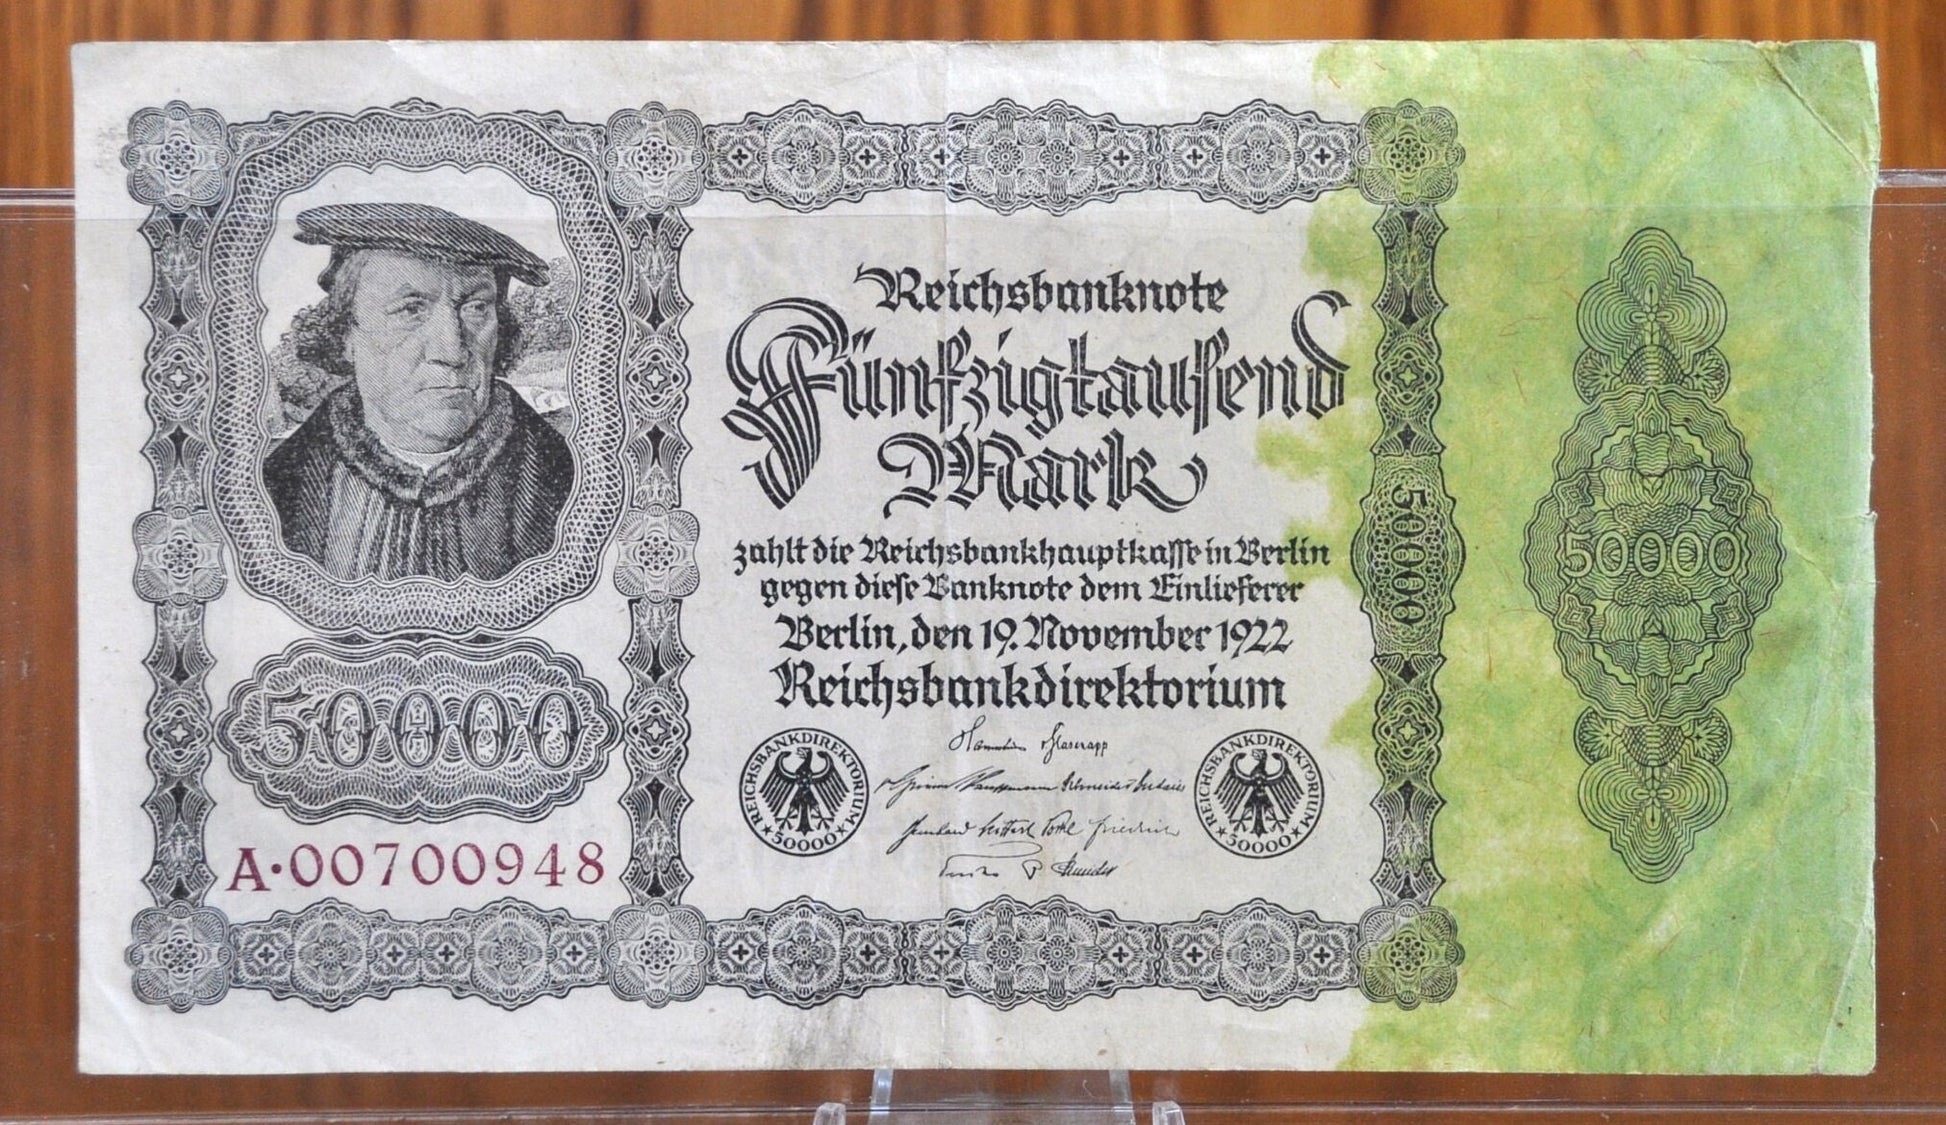 Reichsbanknote
Fünfzigtausend
Mark
zahlt die Reichsbankhauptkasse in Berlin
gegen diese Banknote dem Einlieferer
Berlin, den 19. November 1922
Reichsbankdirektorium
50000
50000
50000
REICHSBANKDIREKTORIUM
★50000★
REICHSBANKDIREKTORIUM
★50000★
A·00700948